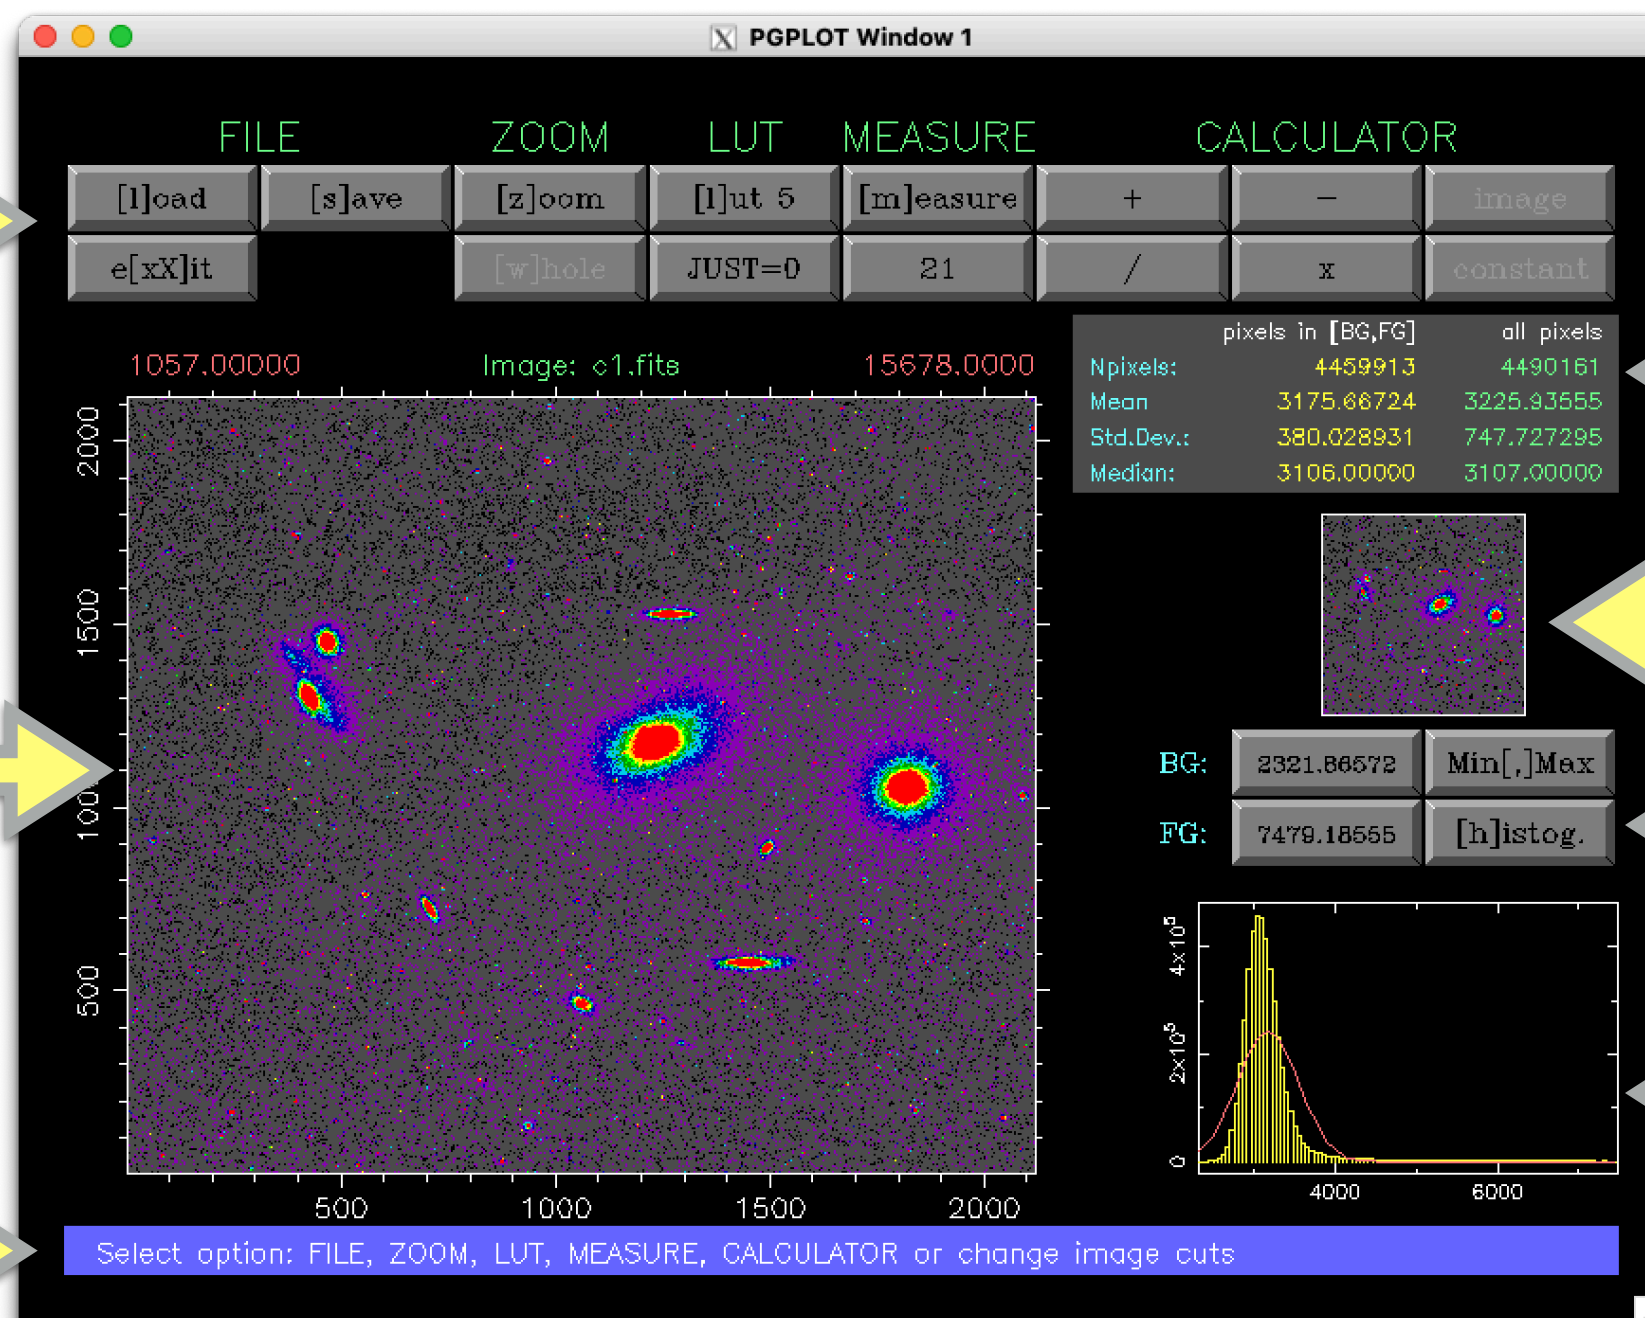 PGPLOT Window 1
FILE ZOOM LUT MEASURE CALCULATOR
[l]oad [s]ave [z]oom [l]ut 5 [m]easure + − image
e[xX]it [w]hole JUST=0 21 / x constant
pixels in [BG,FG] all pixels
Npixels: 4459913 4490161
Mean 3175.66724 3225.93555
Std.Dev.: 380.028931 747.727295
Median: 3106.00000 3107.00000
1057.00000 Image: c1.fits 15678.0000
2000
1500
1000
500
500 1000 1500 2000
BG: 2321.86572 Min[,]Max
FG: 7479.18555 [h]istog.
4×10⁵
2×10⁵
0
4000 6000
Select option: FILE, ZOOM, LUT, MEASURE, CALCULATOR or change image cuts